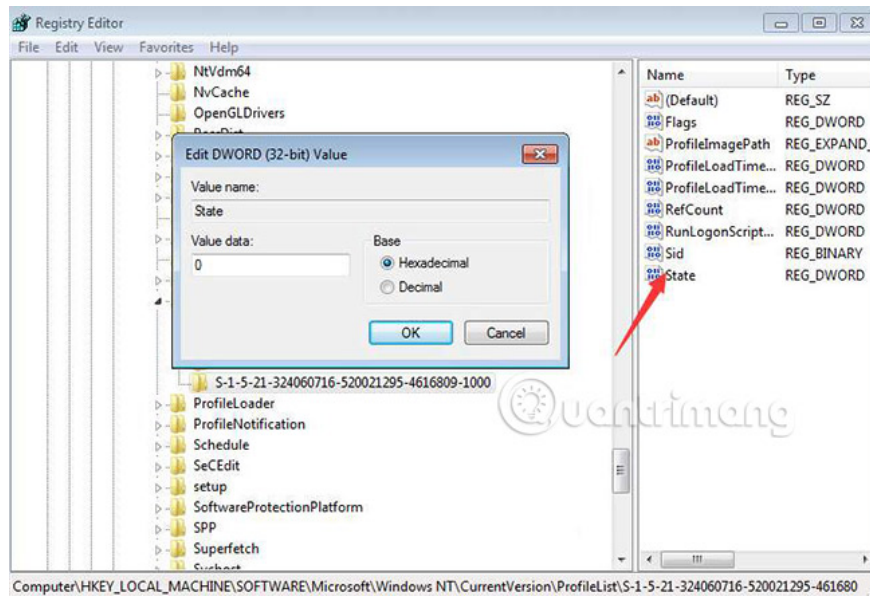 Registry Editor
File Edit View Favorites Help
NtVdm64
NvCache
OpenGLDrivers
Edit DWORD (32-bit) Value
Value name:
State
Value data:
0
Base
Hexadecimal
Decimal
OK Cancel
S-1-5-21-324060716-520021295-4616809-1000
ProfileLoader
ProfileNotification
Schedule
SeCEdit
setup
SoftwareProtectionPlatform
SPP
Superfetch
Svchost
Name Type
(Default) REG_SZ
Flags REG_DWORD
ProfileImagePath REG_EXPAND_
ProfileLoadTime... REG_DWORD
ProfileLoadTime... REG_DWORD
RefCount REG_DWORD
RunLogonScript... REG_DWORD
Sid REG_BINARY
State REG_DWORD
Quantrimang
Computer\HKEY_LOCAL_MACHINE\SOFTWARE\Microsoft\Windows NT\CurrentVersion\ProfileList\S-1-5-21-324060716-520021295-461680